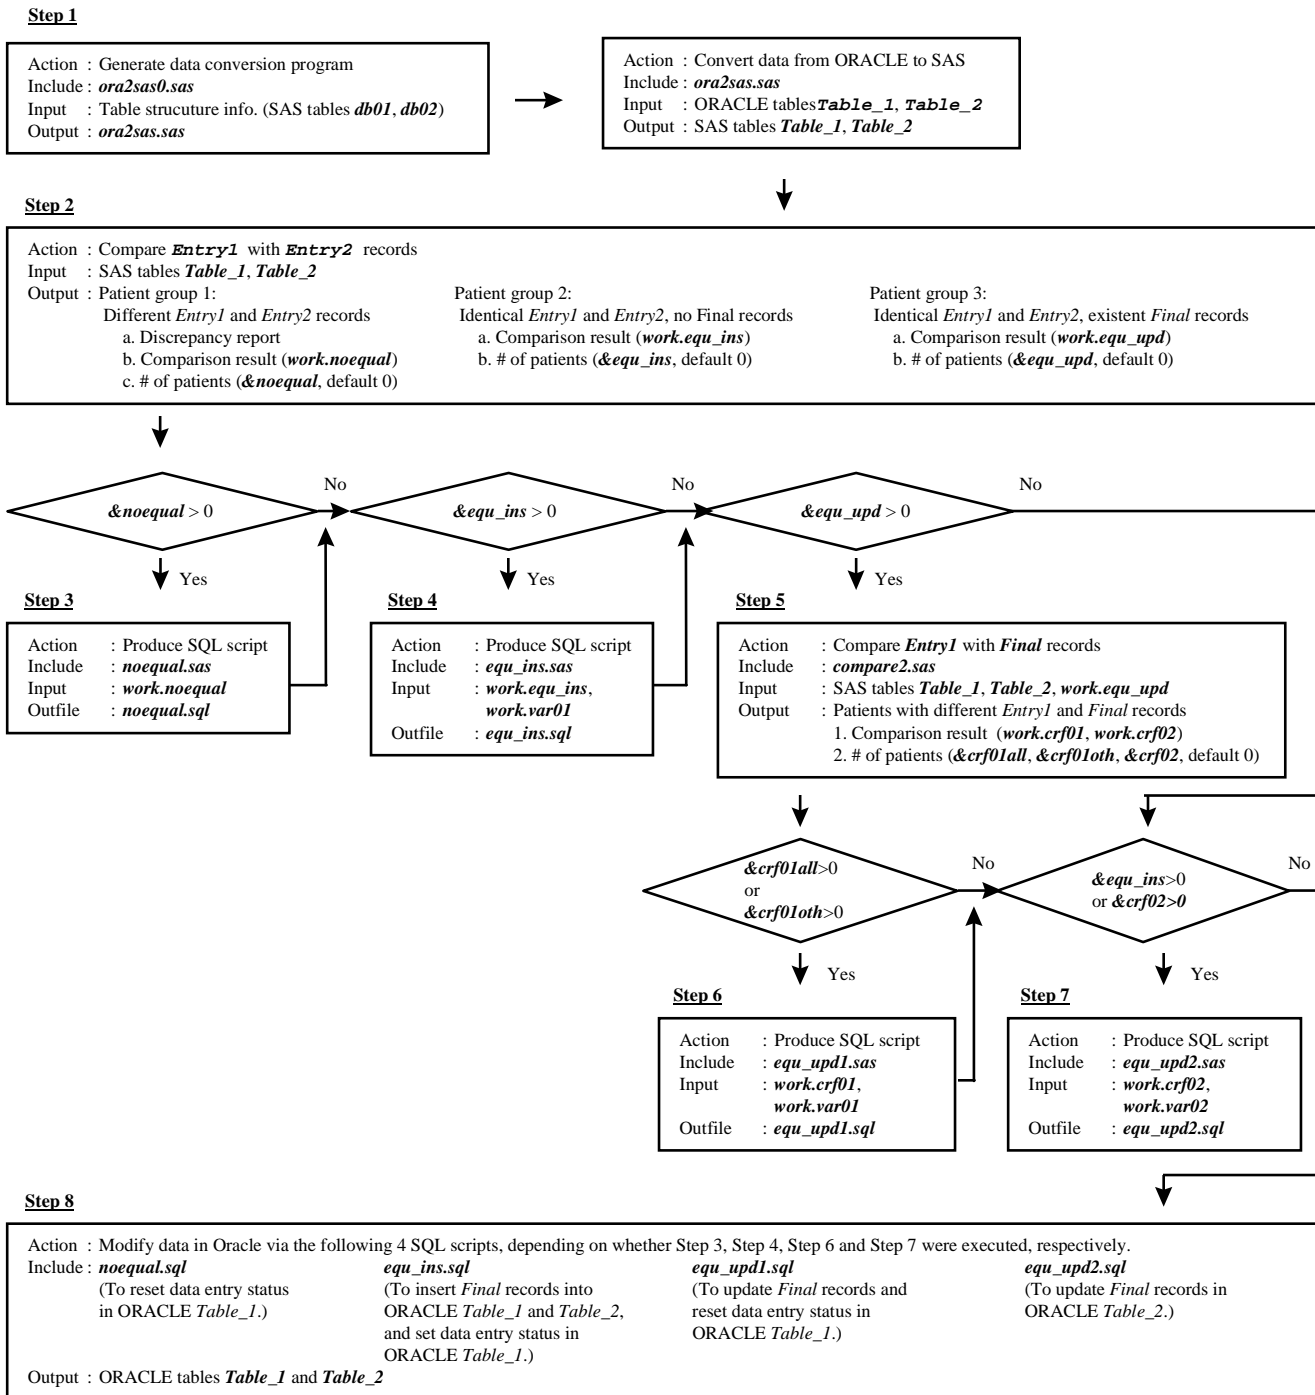 Step 1
Action : Generate data conversion program
Include : ora2sas0.sas
Input : Table strucuture info. (SAS tables db01, db02)
Output : ora2sas.sas
Action : Convert data from ORACLE to SAS
Include : ora2sas.sas
Input : ORACLE tables Table_1, Table_2
Output : SAS tables Table_1, Table_2
Step 2
Action : Compare Entry1 with Entry2 records
Input : SAS tables Table_1, Table_2
Output : Patient group 1:
Different Entry1 and Entry2 records
a. Discrepancy report
b. Comparison result (work.noequal)
c. # of patients (&noequal, default 0)
Patient group 2:
Identical Entry1 and Entry2, no Final records
a. Comparison result (work.equ_ins)
b. # of patients (&equ_ins, default 0)
Patient group 3:
Identical Entry1 and Entry2, existent Final records
a. Comparison result (work.equ_upd)
b. # of patients (&equ_upd, default 0)
&noequal > 0
No
&equ_ins > 0
No
&equ_upd > 0
No
Yes
Yes
Yes
Step 3
Action : Produce SQL script
Include : noequal.sas
Input : work.noequal
Outfile : noequal.sql
Step 4
Action : Produce SQL script
Include : equ_ins.sas
Input : work.equ_ins,
work.var01
Outfile : equ_ins.sql
Step 5
Action : Compare Entry1 with Final records
Include : compare2.sas
Input : SAS tables Table_1, Table_2, work.equ_upd
Output : Patients with different Entry1 and Final records
1. Comparison result (work.crf01, work.crf02)
2. # of patients (&crf01all, &crf01oth, &crf02, default 0)
&crf01all>0
or
&crf01oth>0
No
&equ_ins>0
or &crf02>0
No
Yes
Yes
Step 6
Action : Produce SQL script
Include : equ_upd1.sas
Input : work.crf01,
work.var01
Outfile : equ_upd1.sql
Step 7
Action : Produce SQL script
Include : equ_upd2.sas
Input : work.crf02,
work.var02
Outfile : equ_upd2.sql
Step 8
Action : Modify data in Oracle via the following 4 SQL scripts, depending on whether Step 3, Step 4, Step 6 and Step 7 were executed, respectively.
Include : noequal.sql
(To reset data entry status
in ORACLE Table_1.)
equ_ins.sql
(To insert Final records into
ORACLE Table_1 and Table_2,
and set data entry status in
ORACLE Table_1.)
equ_upd1.sql
(To update Final records and
reset data entry status in
ORACLE Table_1.)
equ_upd2.sql
(To update Final records in
ORACLE Table_2.)
Output : ORACLE tables Table_1 and Table_2